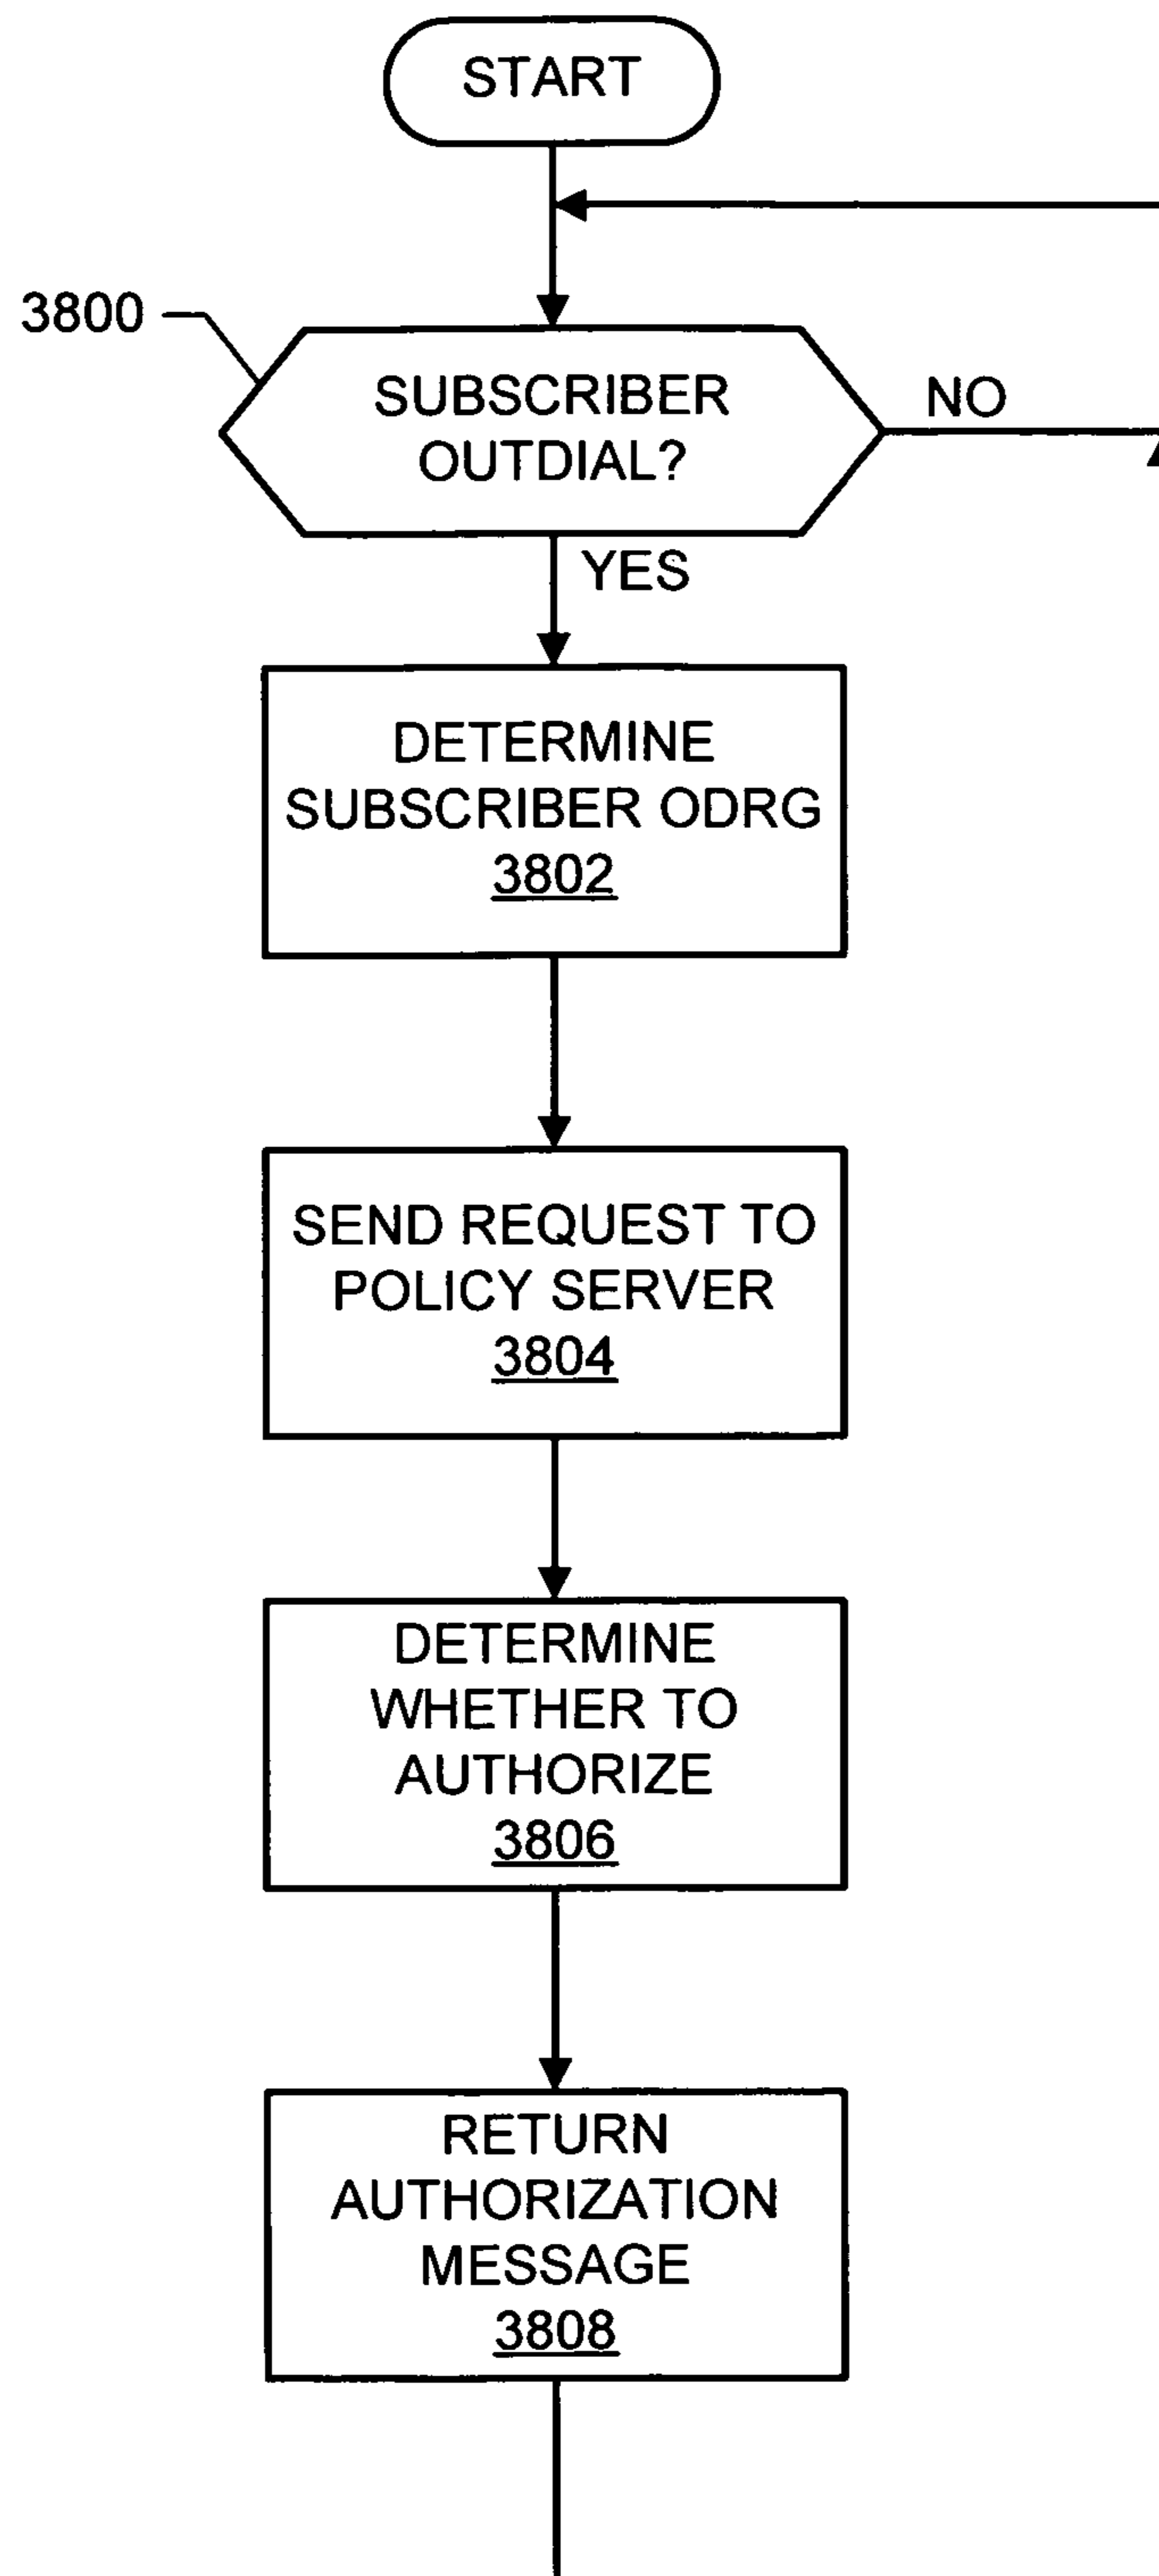 START
3800
SUBSCRIBER
OUTDIAL?
NO
YES
DETERMINE
SUBSCRIBER ODRG
3802
SEND REQUEST TO
POLICY SERVER
3804
DETERMINE
WHETHER TO
AUTHORIZE
3806
RETURN
AUTHORIZATION
MESSAGE
3808